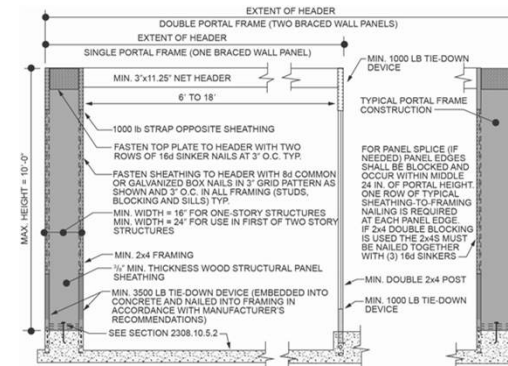 EXTENT OF HEADER
DOUBLE PORTAL FRAME (TWO BRACED WALL PANELS)
EXTENT OF HEADER
SINGLE PORTAL FRAME (ONE BRACED WALL PANEL)
MIN. 1000 LB TIE-DOWN
DEVICE
MIN. 3"x11.25" NET HEADER
6' TO 18'
TYPICAL PORTAL FRAME
CONSTRUCTION
1000 lb STRAP OPPOSITE SHEATHING
FASTEN TOP PLATE TO HEADER WITH TWO
ROWS OF 16d SINKER NAILS AT 3" O.C. TYP.
FASTEN SHEATHING TO HEADER WITH 8d COMMON
OR GALVANIZED BOX NAILS IN 3" GRID PATTERN AS
SHOWN AND 3" O.C. IN ALL FRAMING (STUDS,
BLOCKING AND SILLS) TYP.
FOR PANEL SPLICE (IF
NEEDED) PANEL EDGES
SHALL BE BLOCKED AND
OCCUR WITHIN MIDDLE
24 IN. OF PORTAL HEIGHT.
ONE ROW OF TYPICAL
SHEATHING-TO-FRAMING
NAILING IS REQUIRED
AT EACH PANEL EDGE.
IF 2x4 DOUBLE BLOCKING
IS USED THE 2x4S MUST
BE NAILED TOGETHER
WITH (3) 16d SINKERS
MAX. HEIGHT = 10'-0"
MIN. WIDTH = 16" FOR ONE-STORY STRUCTURES
MIN. WIDTH = 24" FOR USE IN FIRST OF TWO STORY
STRUCTURES
MIN. 2x4 FRAMING
3/8" MIN. THICKNESS WOOD STRUCTURAL PANEL
SHEATHING
MIN. DOUBLE 2x4 POST
MIN. 3500 LB TIE-DOWN DEVICE (EMBEDDED INTO
CONCRETE AND NAILED INTO FRAMING IN
ACCORDANCE WITH MANUFACTURER'S
RECOMMENDATIONS)
MIN. 1000 LB TIE-DOWN
DEVICE
SEE SECTION 2308.10.5.2